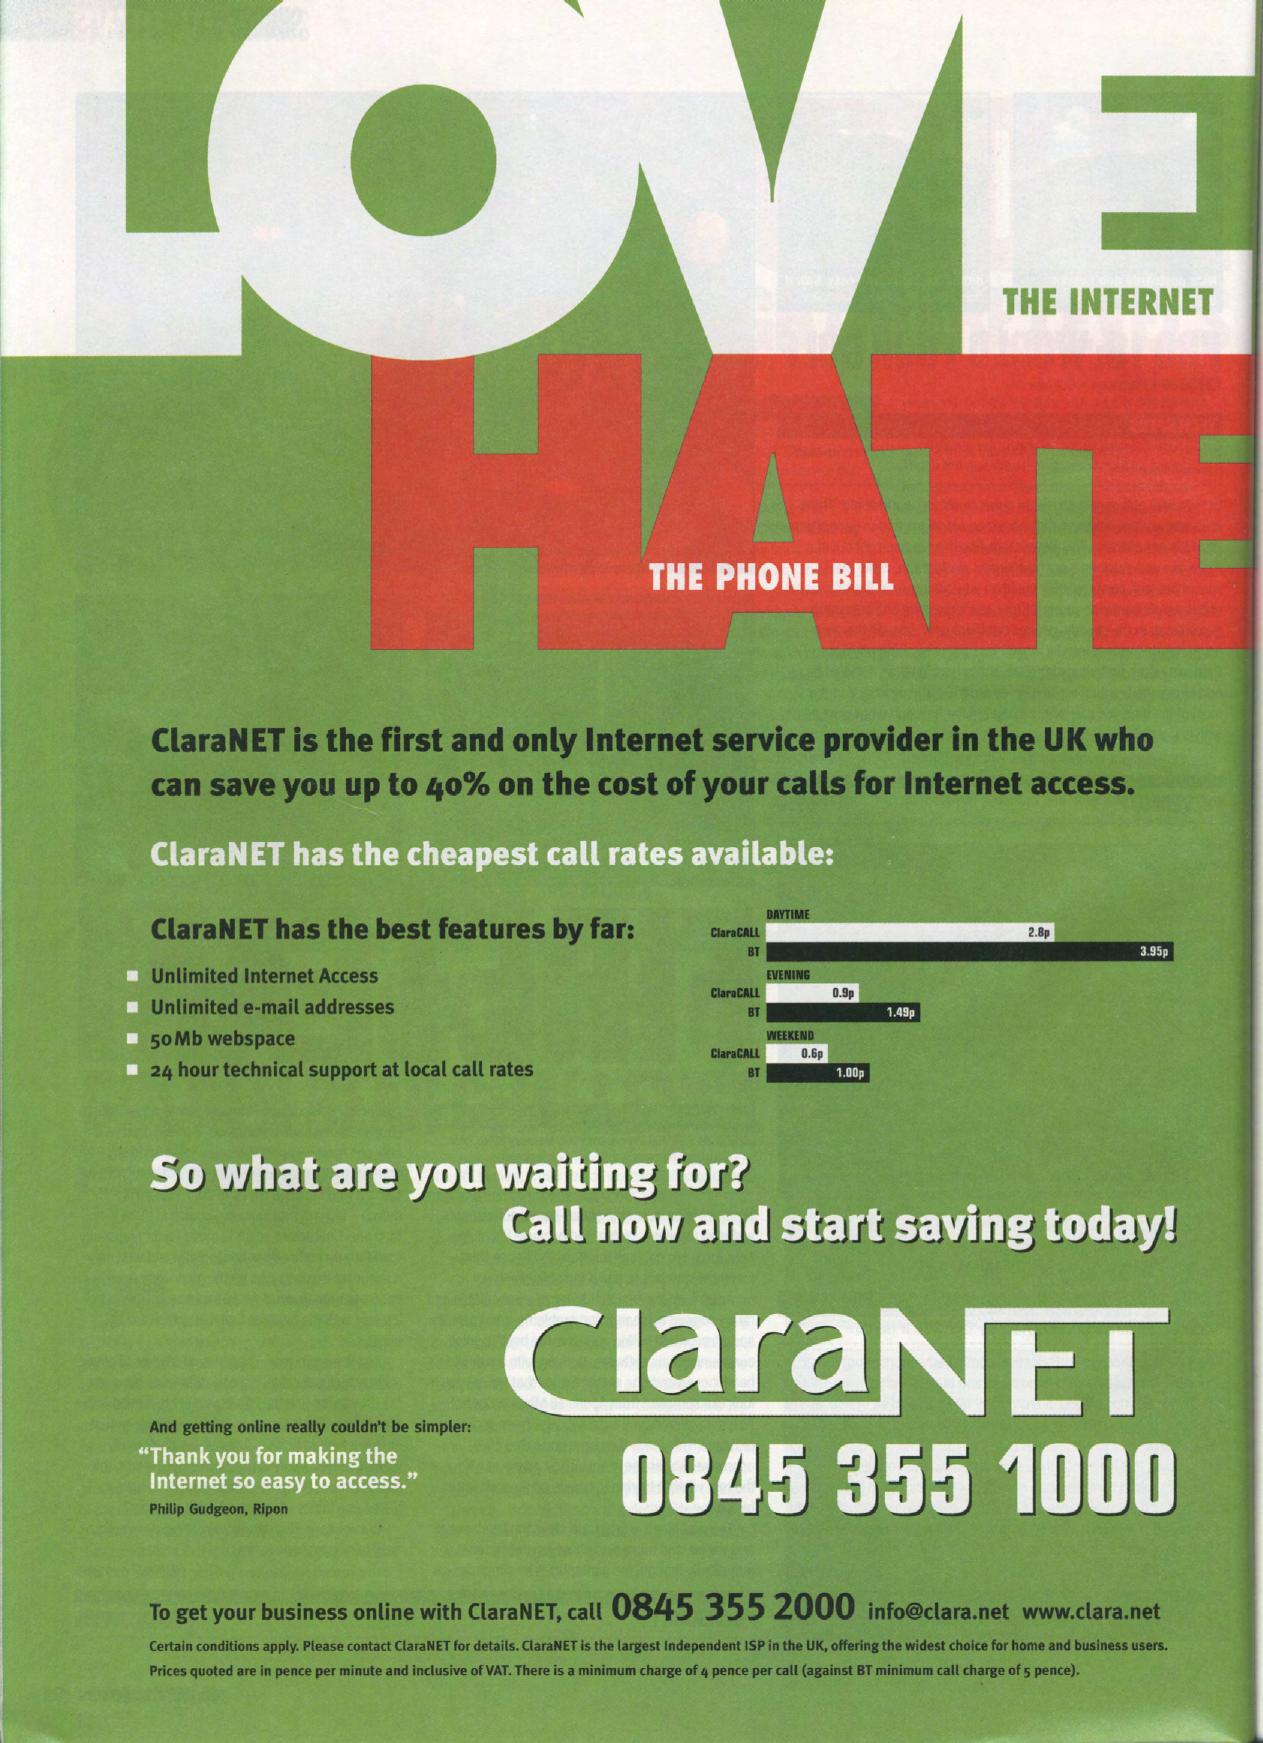 LOVE
THE INTERNET
HATE
THE PHONE BILL
ClaraNET is the first and only Internet service provider in the UK who
can save you up to 40% on the cost of your calls for Internet access.
ClaraNET has the cheapest call rates available:
ClaraNET has the best features by far:
Unlimited Internet Access
Unlimited e-mail addresses
50Mb webspace
24 hour technical support at local call rates
DAYTIME
ClaraCALL 2.8p
BT 3.95p
EVENING
ClaraCALL 0.9p
BT 1.49p
WEEKEND
ClaraCALL 0.6p
BT 1.00p
So what are you waiting for?
Call now and start saving today!
ClaraNET
0845 355 1000
And getting online really couldn't be simpler:
“Thank you for making the
Internet so easy to access.”
Philip Gudgeon, Ripon
To get your business online with ClaraNET, call 0845 355 2000 info@clara.net www.clara.net
Certain conditions apply. Please contact ClaraNET for details. ClaraNET is the largest Independent ISP in the UK, offering the widest choice for home and business users.
Prices quoted are in pence per minute and inclusive of VAT. There is a minimum charge of 4 pence per call (against BT minimum call charge of 5 pence).